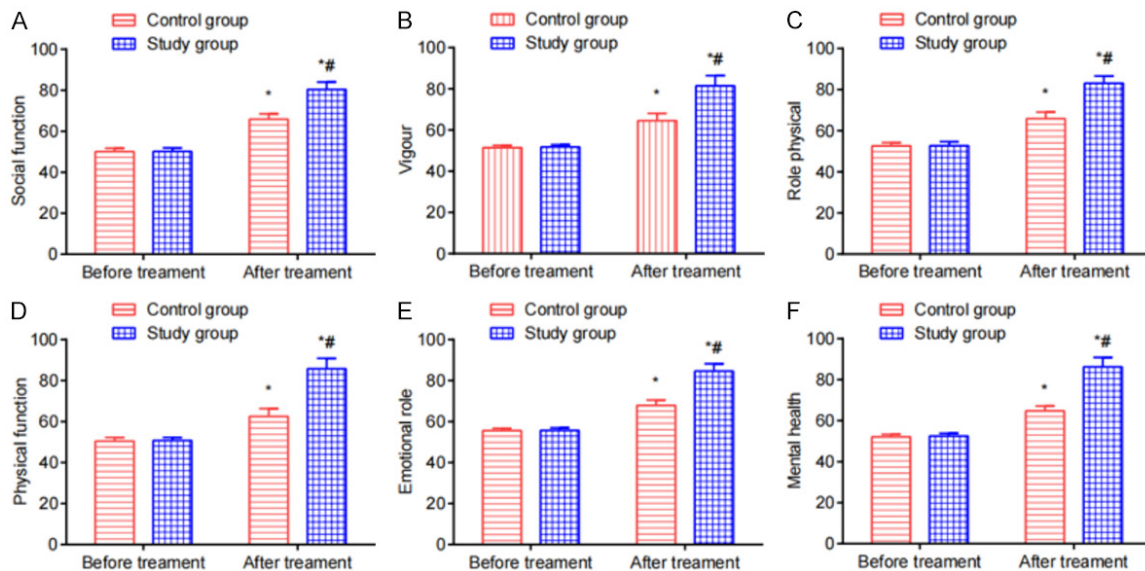 A
Control group
Study group
Social function
100
80
60
40
20
0
*
*#
Before treament
After treament
B
Control group
Study group
Vigour
100
80
60
40
20
0
*
*#
Before treament
After treament
C
Control group
Study group
Role physical
100
80
60
40
20
0
*
*#
Before treament
After treament
D
Control group
Study group
Physical function
100
80
60
40
20
0
*
*#
Before treament
After treament
E
Control group
Study group
Emotional role
100
80
60
40
20
0
*
*#
Before treament
After treament
F
Control group
Study group
Mental health
100
80
60
40
20
0
*
*#
Before treament
After treament